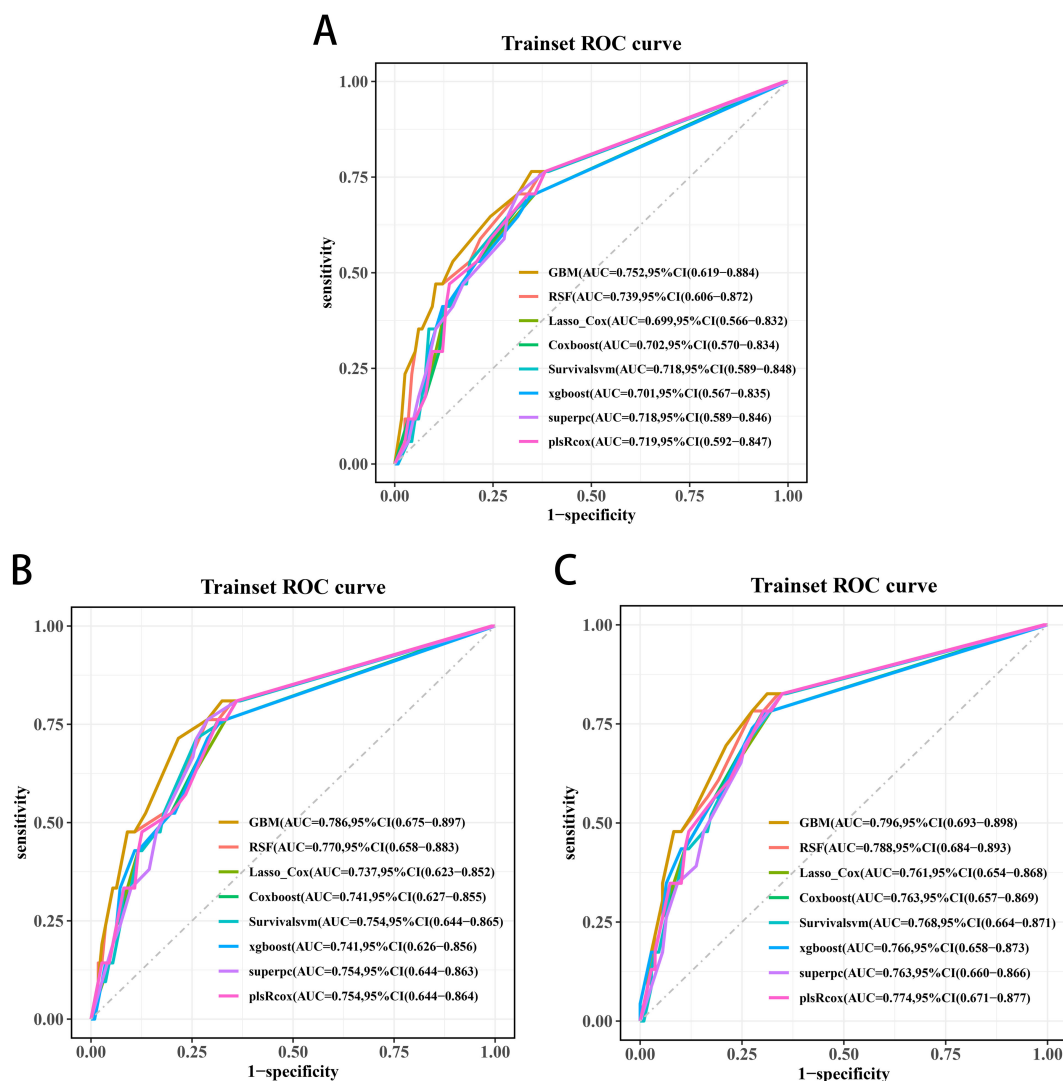 A
Trainset ROC curve
1.00
0.75
0.50
0.25
0.00
sensitivity
GBM(AUC=0.752,95%CI(0.619−0.884)
RSF(AUC=0.739,95%CI(0.606−0.872)
Lasso_Cox(AUC=0.699,95%CI(0.566−0.832)
Coxboost(AUC=0.702,95%CI(0.570−0.834)
Survivalsvm(AUC=0.718,95%CI(0.589−0.848)
xgboost(AUC=0.701,95%CI(0.567−0.835)
superpc(AUC=0.718,95%CI(0.589−0.846)
plsRcox(AUC=0.719,95%CI(0.592−0.847)
0.00 0.25 0.50 0.75 1.00
1−specificity
B
Trainset ROC curve
1.00
0.75
0.50
0.25
0.00
sensitivity
GBM(AUC=0.786,95%CI(0.675−0.897)
RSF(AUC=0.770,95%CI(0.658−0.883)
Lasso_Cox(AUC=0.737,95%CI(0.623−0.852)
Coxboost(AUC=0.741,95%CI(0.627−0.855)
Survivalsvm(AUC=0.754,95%CI(0.644−0.865)
xgboost(AUC=0.741,95%CI(0.626−0.856)
superpc(AUC=0.754,95%CI(0.644−0.863)
plsRcox(AUC=0.754,95%CI(0.644−0.864)
0.00 0.25 0.50 0.75 1.00
1−specificity
C
Trainset ROC curve
1.00
0.75
0.50
0.25
0.00
sensitivity
GBM(AUC=0.796,95%CI(0.693−0.898)
RSF(AUC=0.788,95%CI(0.684−0.893)
Lasso_Cox(AUC=0.761,95%CI(0.654−0.868)
Coxboost(AUC=0.763,95%CI(0.657−0.869)
Survivalsvm(AUC=0.768,95%CI(0.664−0.871)
xgboost(AUC=0.766,95%CI(0.658−0.873)
superpc(AUC=0.763,95%CI(0.660−0.866)
plsRcox(AUC=0.774,95%CI(0.671−0.877)
0.00 0.25 0.50 0.75 1.00
1−specificity